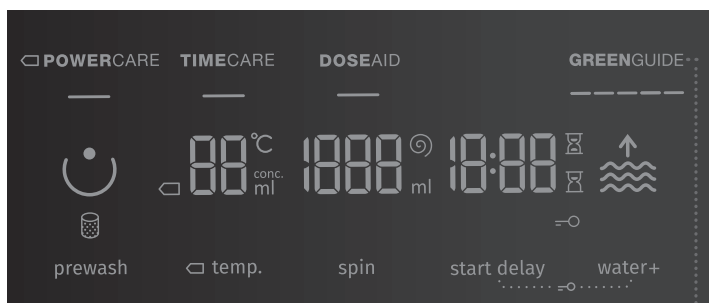 POWERCARE TIMECARE DOSEAID GREENGUIDE
88 °C 1888 18:88
conc.
ml ml
prewash temp. spin start delay water+